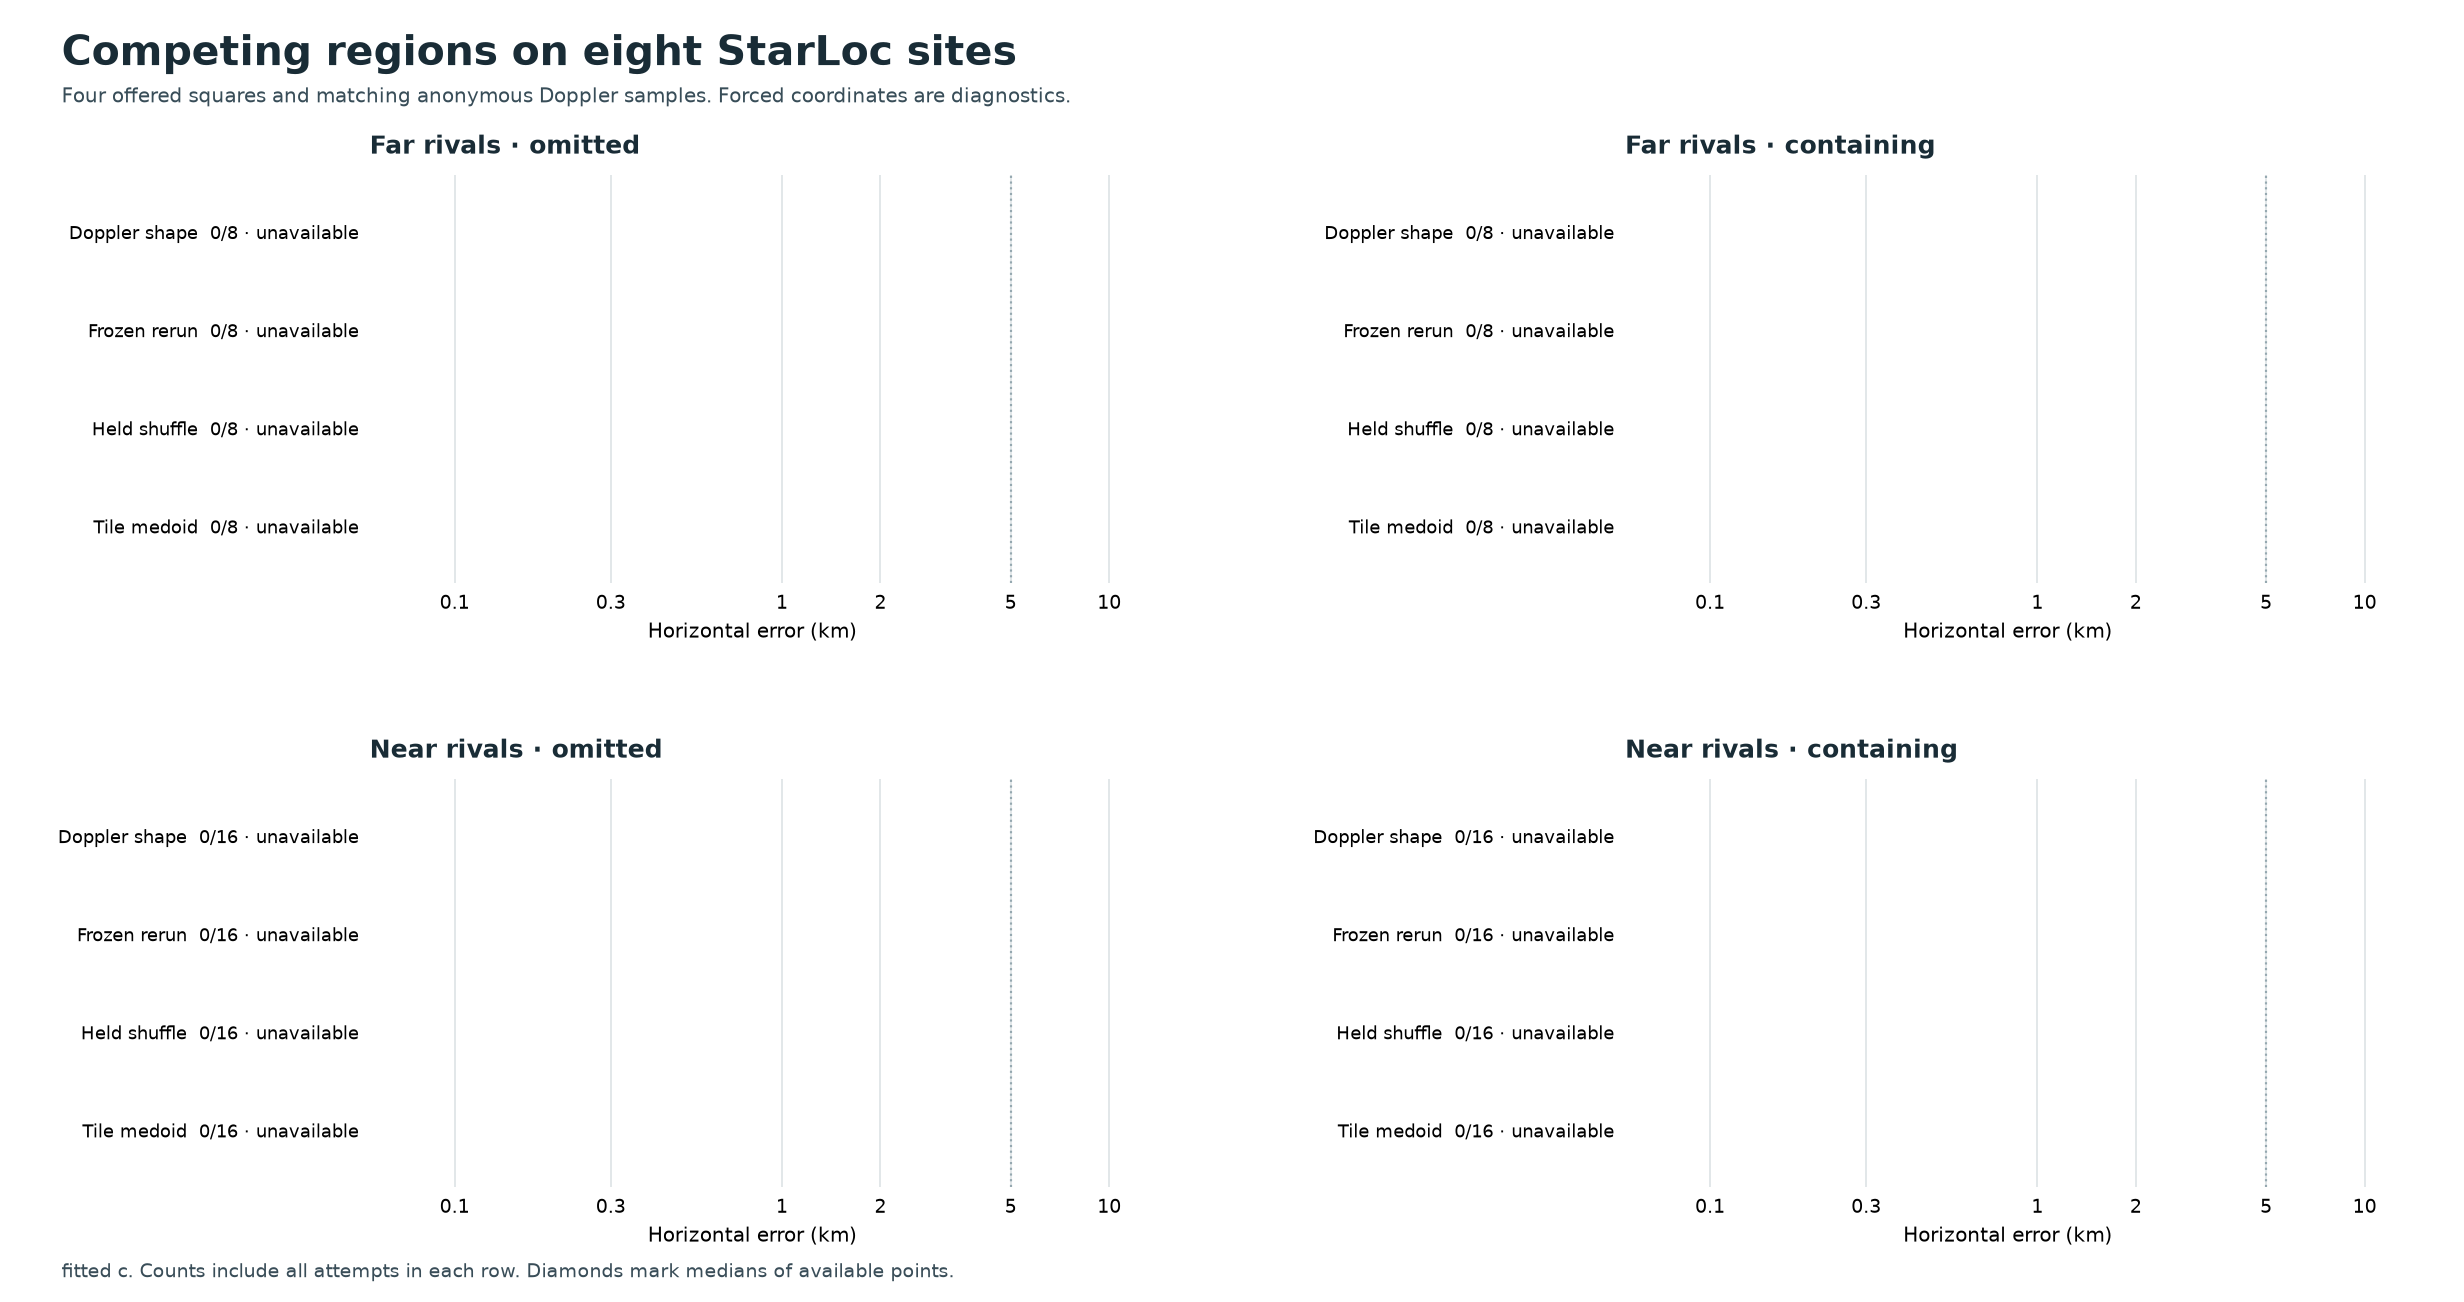 Competing regions on eight StarLoc sites
Four offered squares and matching anonymous Doppler samples. Forced coordinates are diagnostics.
Far rivals · omitted
Doppler shape 0/8 · unavailable
Frozen rerun 0/8 · unavailable
Held shuffle 0/8 · unavailable
Tile medoid 0/8 · unavailable
0.1 0.3 1 2 5 10
Horizontal error (km)
Far rivals · containing
Doppler shape 0/8 · unavailable
Frozen rerun 0/8 · unavailable
Held shuffle 0/8 · unavailable
Tile medoid 0/8 · unavailable
0.1 0.3 1 2 5 10
Horizontal error (km)
Near rivals · omitted
Doppler shape 0/16 · unavailable
Frozen rerun 0/16 · unavailable
Held shuffle 0/16 · unavailable
Tile medoid 0/16 · unavailable
0.1 0.3 1 2 5 10
Horizontal error (km)
Near rivals · containing
Doppler shape 0/16 · unavailable
Frozen rerun 0/16 · unavailable
Held shuffle 0/16 · unavailable
Tile medoid 0/16 · unavailable
0.1 0.3 1 2 5 10
Horizontal error (km)
fitted c. Counts include all attempts in each row. Diamonds mark medians of available points.